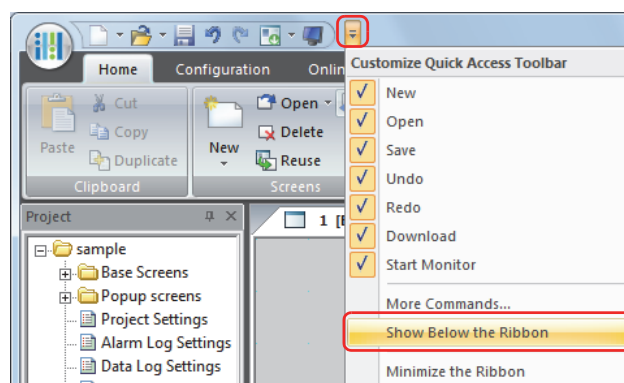 Home Configuration Onlin
Cut
Copy
Duplicate
Paste
Clipboard
New
Open
Delete
Reuse
Screens
Customize Quick Access Toolbar
New
Open
Save
Undo
Redo
Download
Start Monitor
More Commands...
Show Below the Ribbon
Minimize the Ribbon
Project
sample
Base Screens
Popup screens
Project Settings
Alarm Log Settings
Data Log Settings
1 [